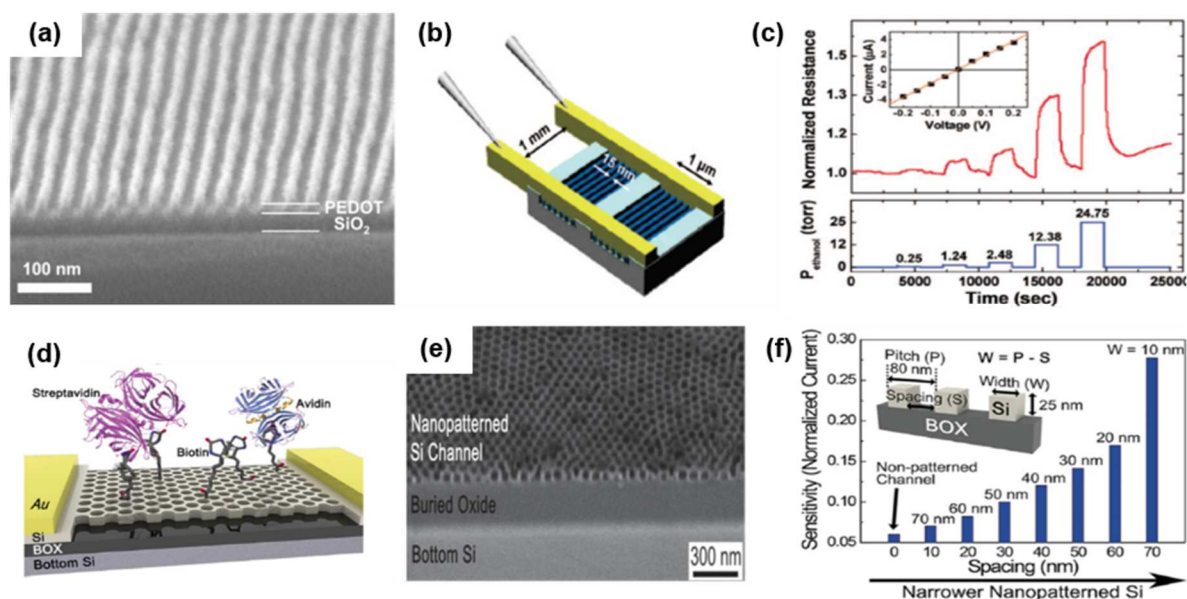 (a)
PEDOT
SiO₂
100 nm
(b)
1 mm
15 nm
1 µm
(c)
Normalized Resistance
1.5
1.3
1.2
1.0
Current (µA)
4
2
0
-2
-4
-0.2 -0.1 0.0 0.1 0.2
Voltage (V)
P_ethanol (torr)
25
12
0
0.25 1.24 2.48 12.38 24.75
0 5000 10000 15000 20000 25000
Time (sec)
(d)
Streptavidin
Avidin
Biotin
Au
Si
BOX
Bottom Si
(e)
Nanopatterned
Si Channel
Buried Oxide
Bottom Si
300 nm
(f)
Sensitivity (Normalized Current)
0.30
0.25
0.20
0.15
0.10
0.05
Pitch (P)
80 nm
W = P - S
Spacing (S)
Width (W)
Si
25 nm
BOX
W = 10 nm
Non-patterned
Channel
70 nm
60 nm
50 nm
40 nm
30 nm
20 nm
0 10 20 30 40 50 60 70
Spacing (nm)
Narrower Nanopatterned Si